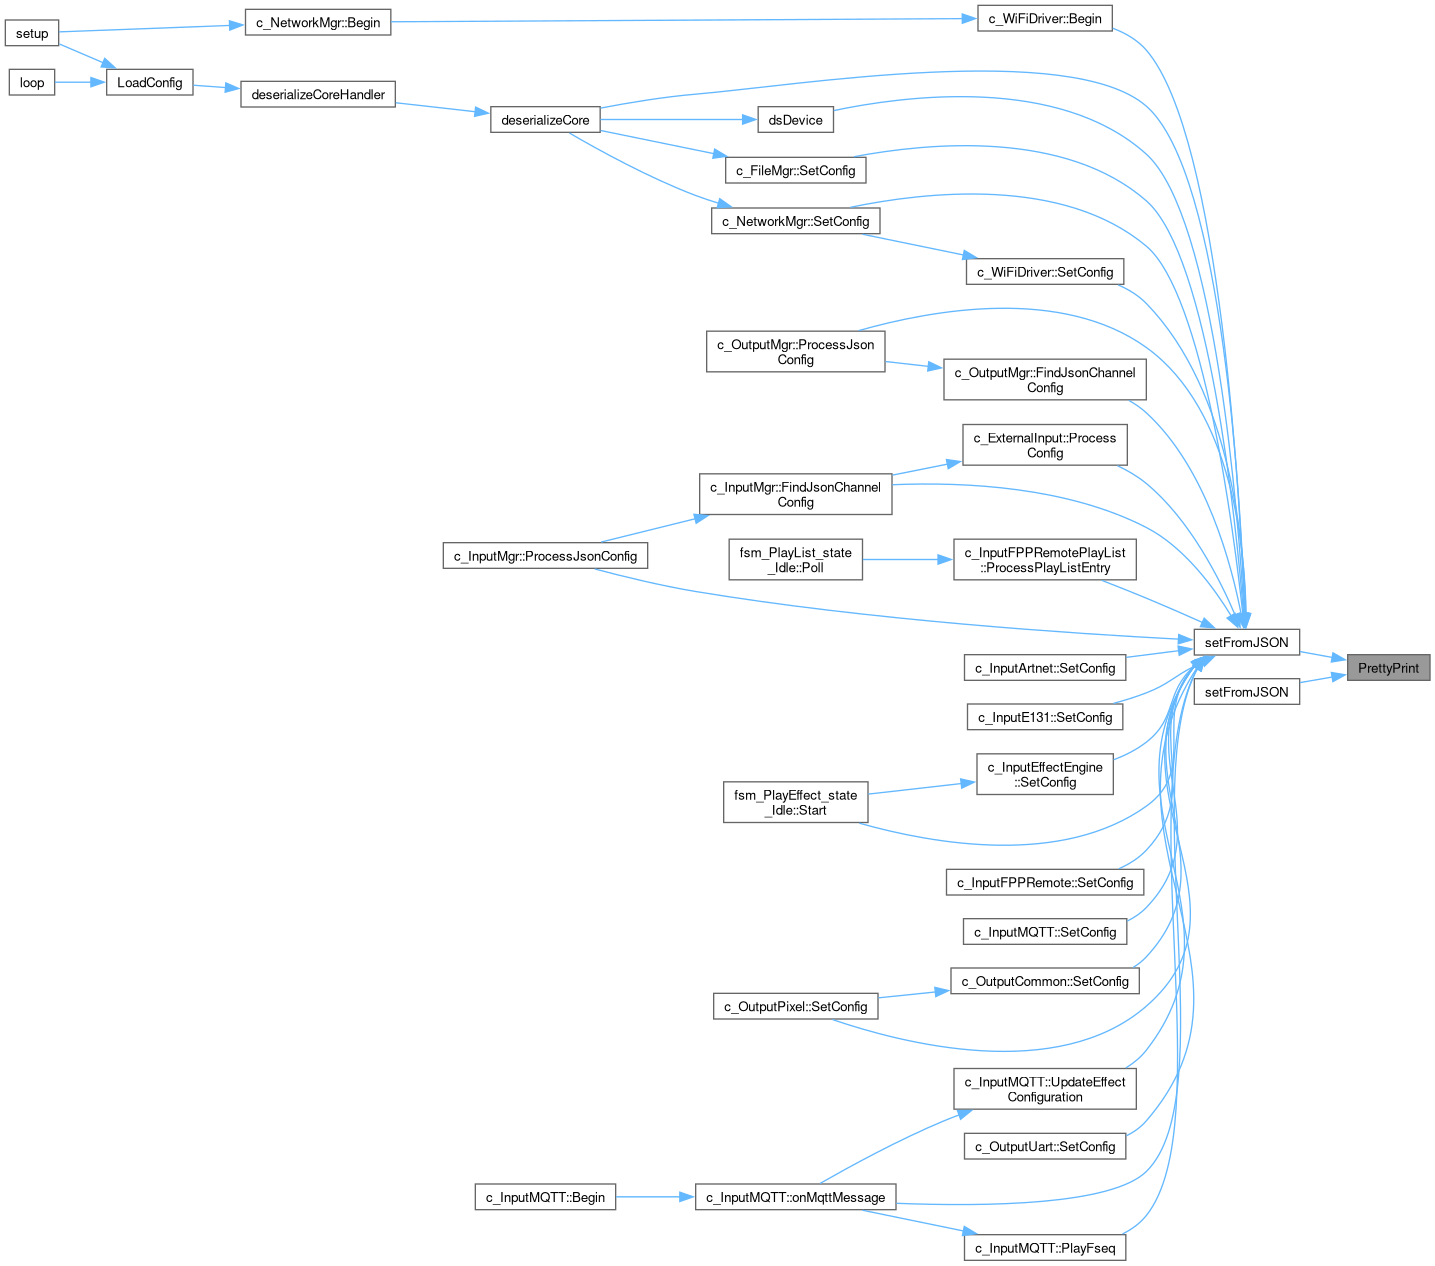 c_WiFiDriver::Begin
c_NetworkMgr::Begin
setup
loop
LoadConfig
deserializeCoreHandler
deserializeCore
dsDevice
c_FileMgr::SetConfig
c_NetworkMgr::SetConfig
c_WiFiDriver::SetConfig
c_OutputMgr::ProcessJson
Config
c_OutputMgr::FindJsonChannel
Config
c_ExternalInput::Process
Config
c_InputMgr::FindJsonChannel
Config
c_InputMgr::ProcessJsonConfig
fsm_PlayList_state
_Idle::Poll
c_InputFPPRemotePlayList
::ProcessPlayListEntry
setFromJSON
PrettyPrint
c_InputArtnet::SetConfig
setFromJSON
c_InputE131::SetConfig
c_InputEffectEngine
::SetConfig
fsm_PlayEffect_state
_Idle::Start
c_InputFPPRemote::SetConfig
c_InputMQTT::SetConfig
c_OutputCommon::SetConfig
c_OutputPixel::SetConfig
c_InputMQTT::UpdateEffect
Configuration
c_OutputUart::SetConfig
c_InputMQTT::Begin
c_InputMQTT::onMqttMessage
c_InputMQTT::PlayFseq